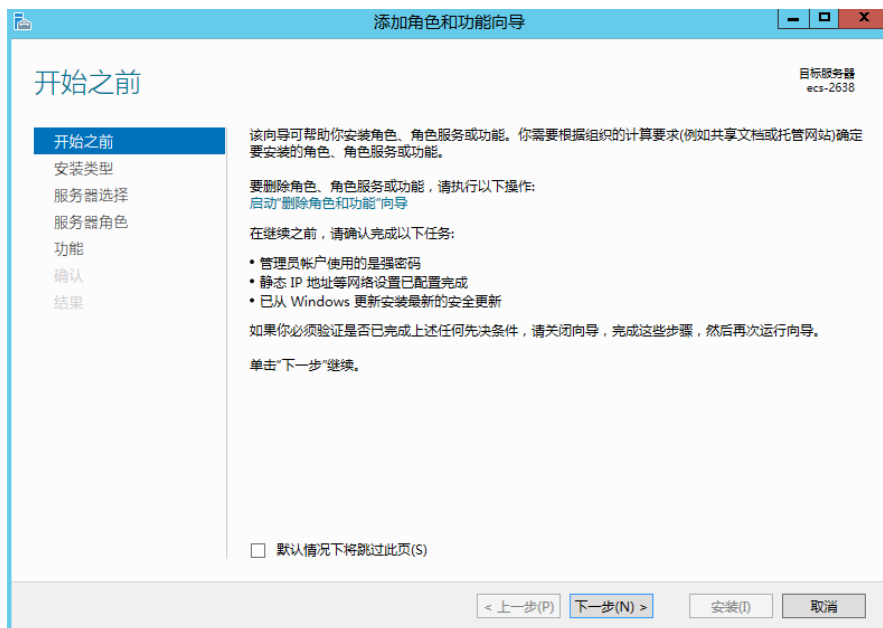 添加角色和功能向导
开始之前
目标服务器
ecs-2638
开始之前
安装类型
服务器选择
服务器角色
功能
确认
结果
该向导可帮助你安装角色、角色服务或功能。你需要根据组织的计算要求(例如共享文档或托管网站)确定
要安装的角色、角色服务或功能。
要删除角色、角色服务或功能，请执行以下操作:
启动"删除角色和功能"向导
在继续之前，请确认完成以下任务:
• 管理员帐户使用的是强密码
• 静态 IP 地址等网络设置已配置完成
• 已从 Windows 更新安装最新的安全更新
如果你必须验证是否已完成上述任何先决条件，请关闭向导，完成这些步骤，然后再次运行向导。
单击"下一步"继续。
默认情况下将跳过此页(S)
< 上一步(P) 下一步(N) > 安装(I) 取消